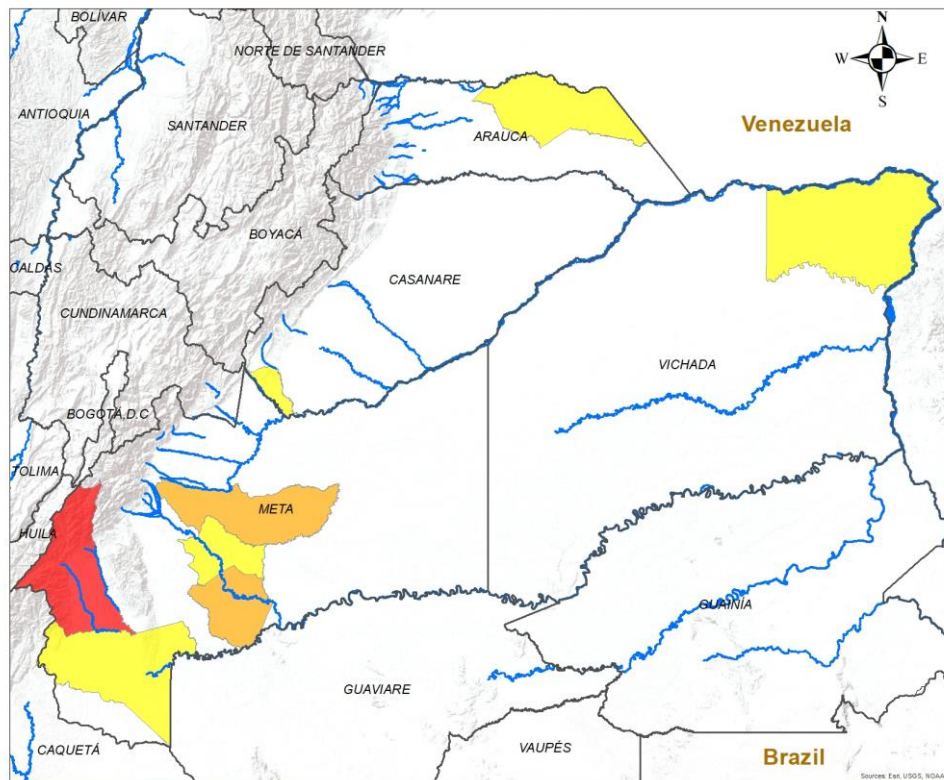 BOLÍVAR
N
NORTE DE SANTANDER
W E
S
ANTIOQUIA
SANTANDER
Venezuela
ARAUCA
BOYACÁ
CALDAS
CASANARE
CUNDINAMARCA
VICHADA
BOGOTÁ,D.C
TOLIMA
META
HUILA
GUAINÍA
GUAVIARE
CAQUETÁ
VAUPÉS
Brazil
Sources: Esri, USGS, NOAA